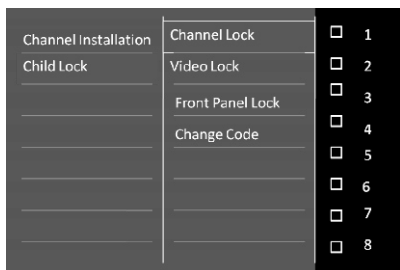 Channel Installation
Child Lock
Channel Lock
Video Lock
Front Panel Lock
Change Code
1
2
3
4
5
6
7
8